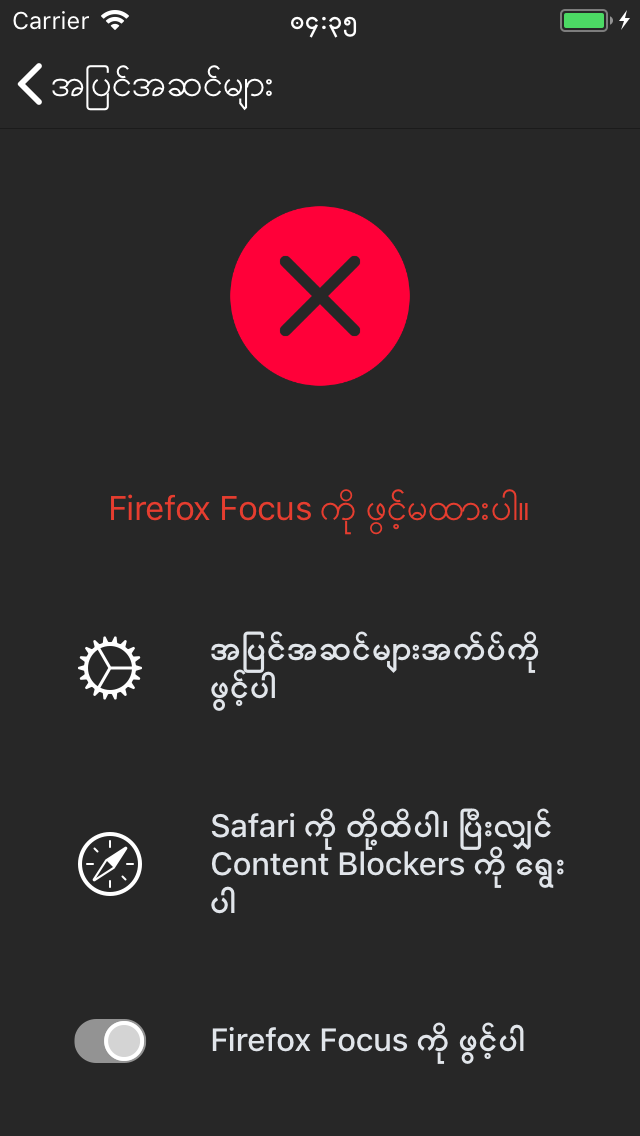 Carrier ၀၄:၃၅
အပြင်အဆင်များ
Firefox Focus ကို ဖွင့်မထားပါ။
အပြင်အဆင်များအက်ပ်ကို
ဖွင့်ပါ
Safari ကို တို့ထိပါ၊ ပြီးလျှင်
Content Blockers ကို ရွေး
ပါ
Firefox Focus ကို ဖွင့်ပါ